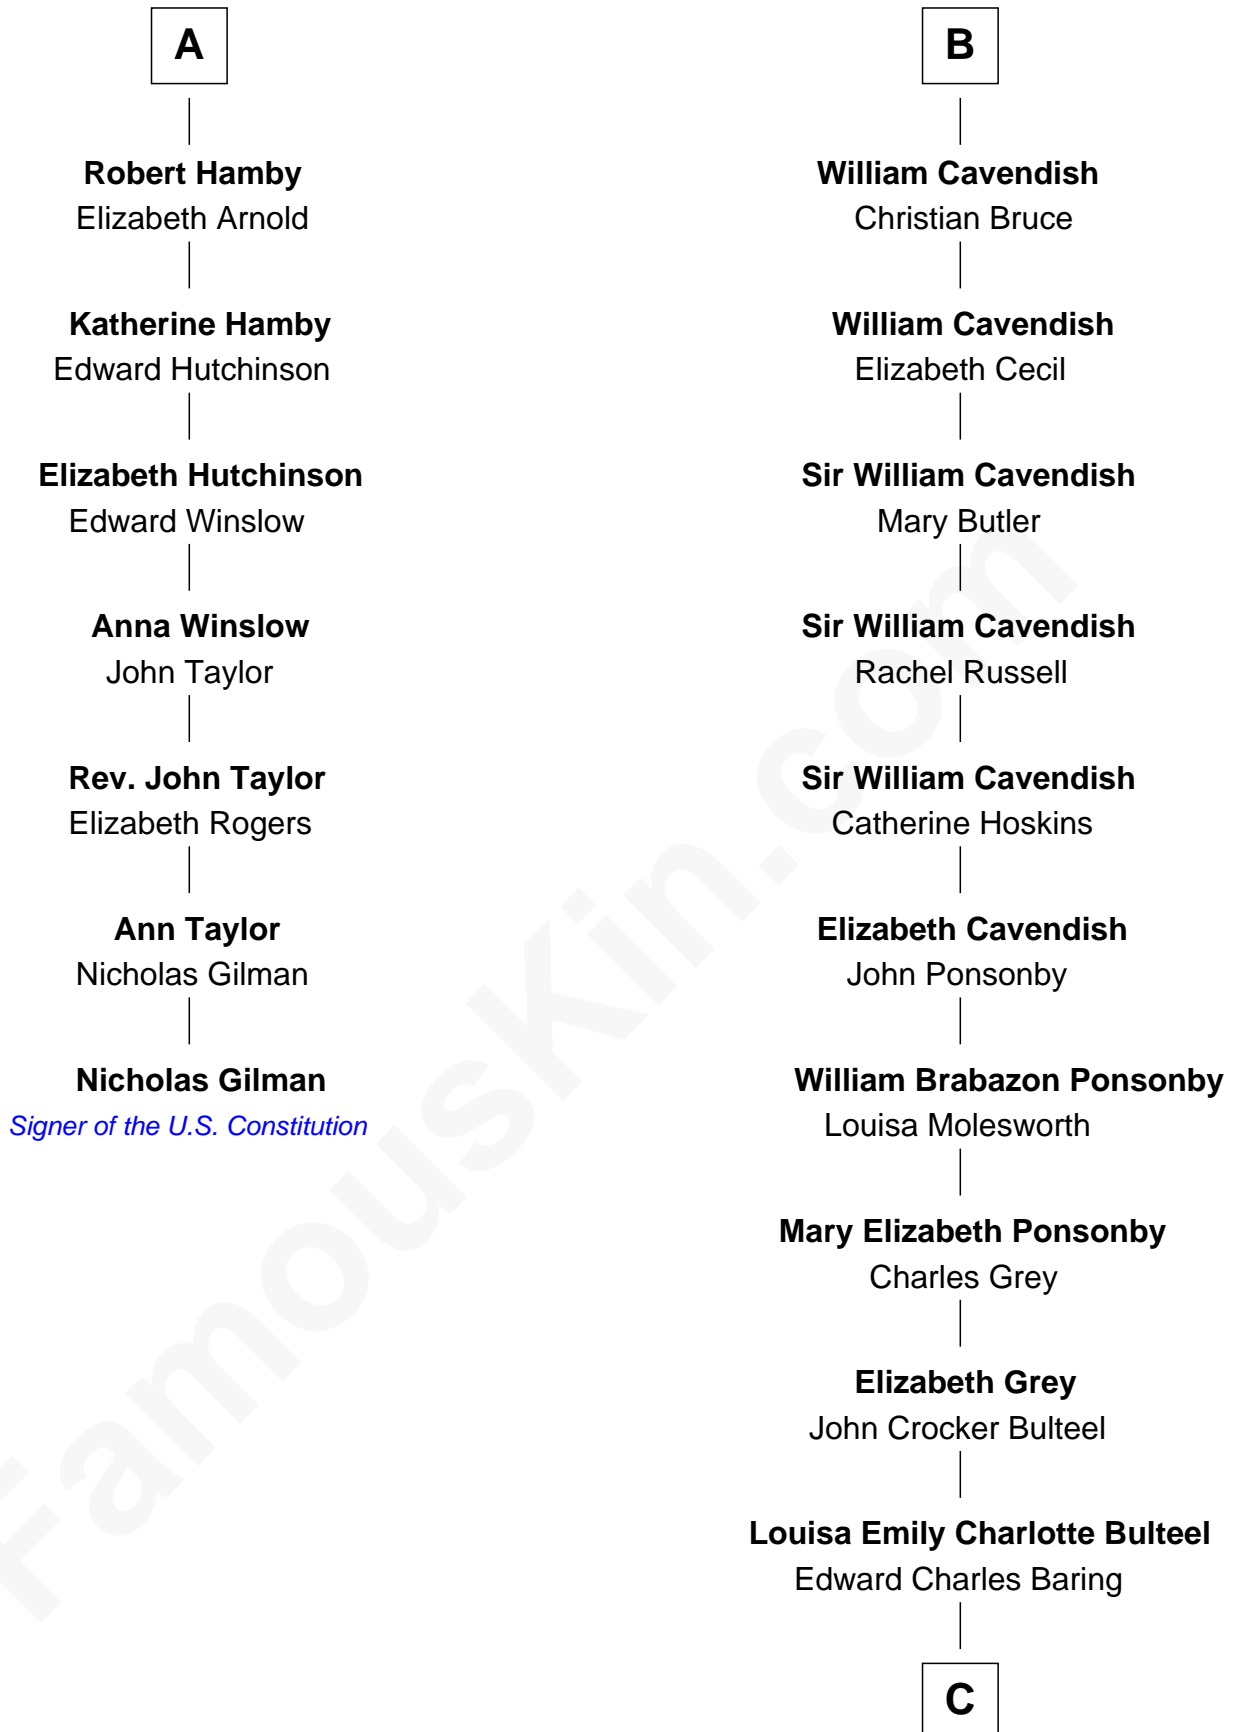 A
Robert Hamby
Elizabeth Arnold
Katherine Hamby
Edward Hutchinson
Elizabeth Hutchinson
Edward Winslow
Anna Winslow
John Taylor
Rev. John Taylor
Elizabeth Rogers
Ann Taylor
Nicholas Gilman
Nicholas Gilman
Signer of the U.S. Constitution
B
William Cavendish
Christian Bruce
William Cavendish
Elizabeth Cecil
Sir William Cavendish
Mary Butler
Sir William Cavendish
Rachel Russell
Sir William Cavendish
Catherine Hoskins
Elizabeth Cavendish
John Ponsonby
William Brabazon Ponsonby
Louisa Molesworth
Mary Elizabeth Ponsonby
Charles Grey
Elizabeth Grey
John Crocker Bulteel
Louisa Emily Charlotte Bulteel
Edward Charles Baring
C
FamousKin.com